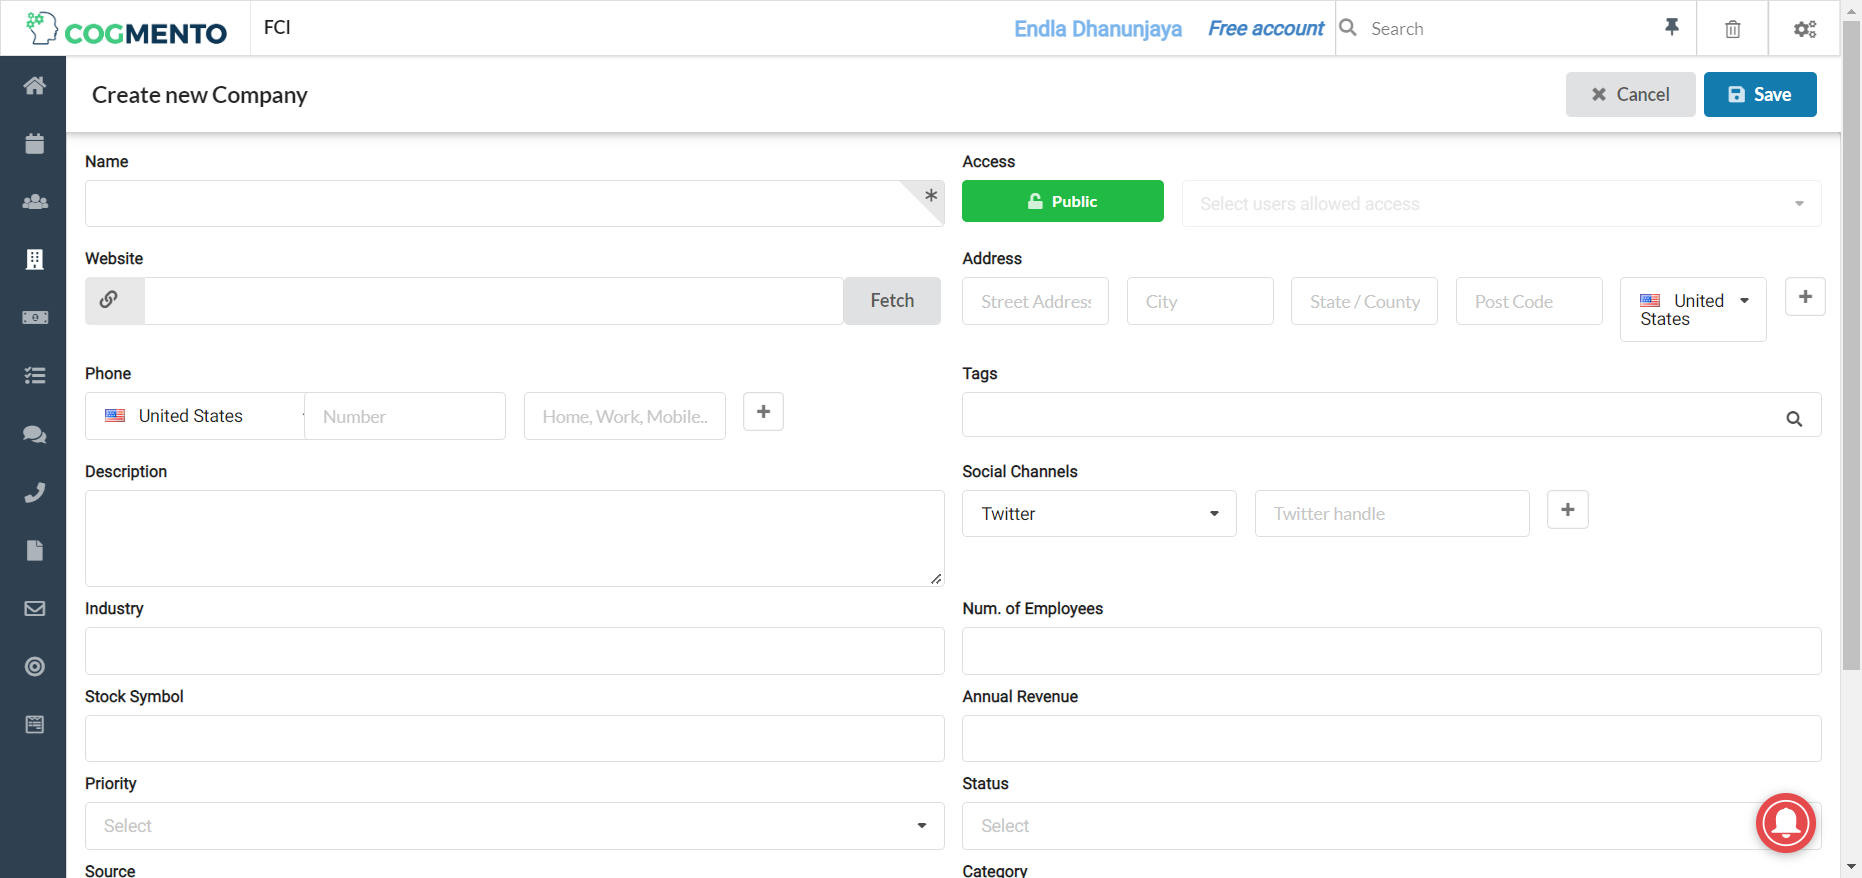 COGMENTO
FCI
Endla Dhanunjaya
Free account
Search
Create new Company
Cancel
Save
Name
*
Access
Public
Select users allowed access
Website
Fetch
Address
Street Address
City
State / County
Post Code
United
States
Phone
United States
Number
Home, Work, Mobile..
Tags
Description
Social Channels
Twitter
Twitter handle
Industry
Num. of Employees
Stock Symbol
Annual Revenue
Priority
Select
Status
Select
Source
Category